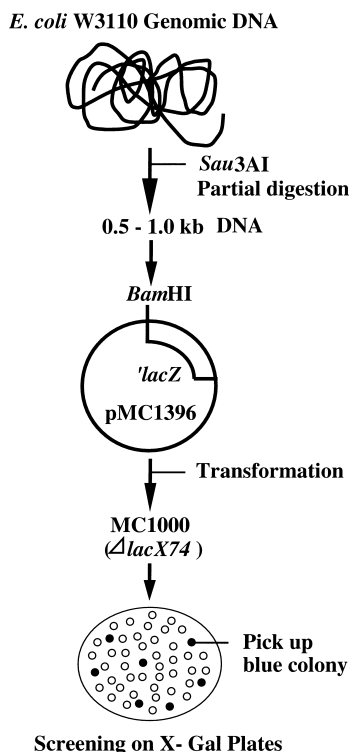 E. coli W3110 Genomic DNA
Sau3AI
Partial digestion
0.5 - 1.0 kb DNA
BamHI
'lacZ
pMC1396
Transformation
MC1000
(⊿lacX74 )
Pick up
blue colony
Screening on X- Gal Plates